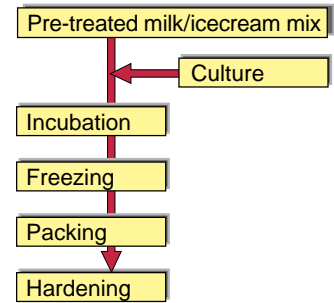 Pre-treated milk/icecream mix
Culture
Incubation
Freezing
Packing
Hardening